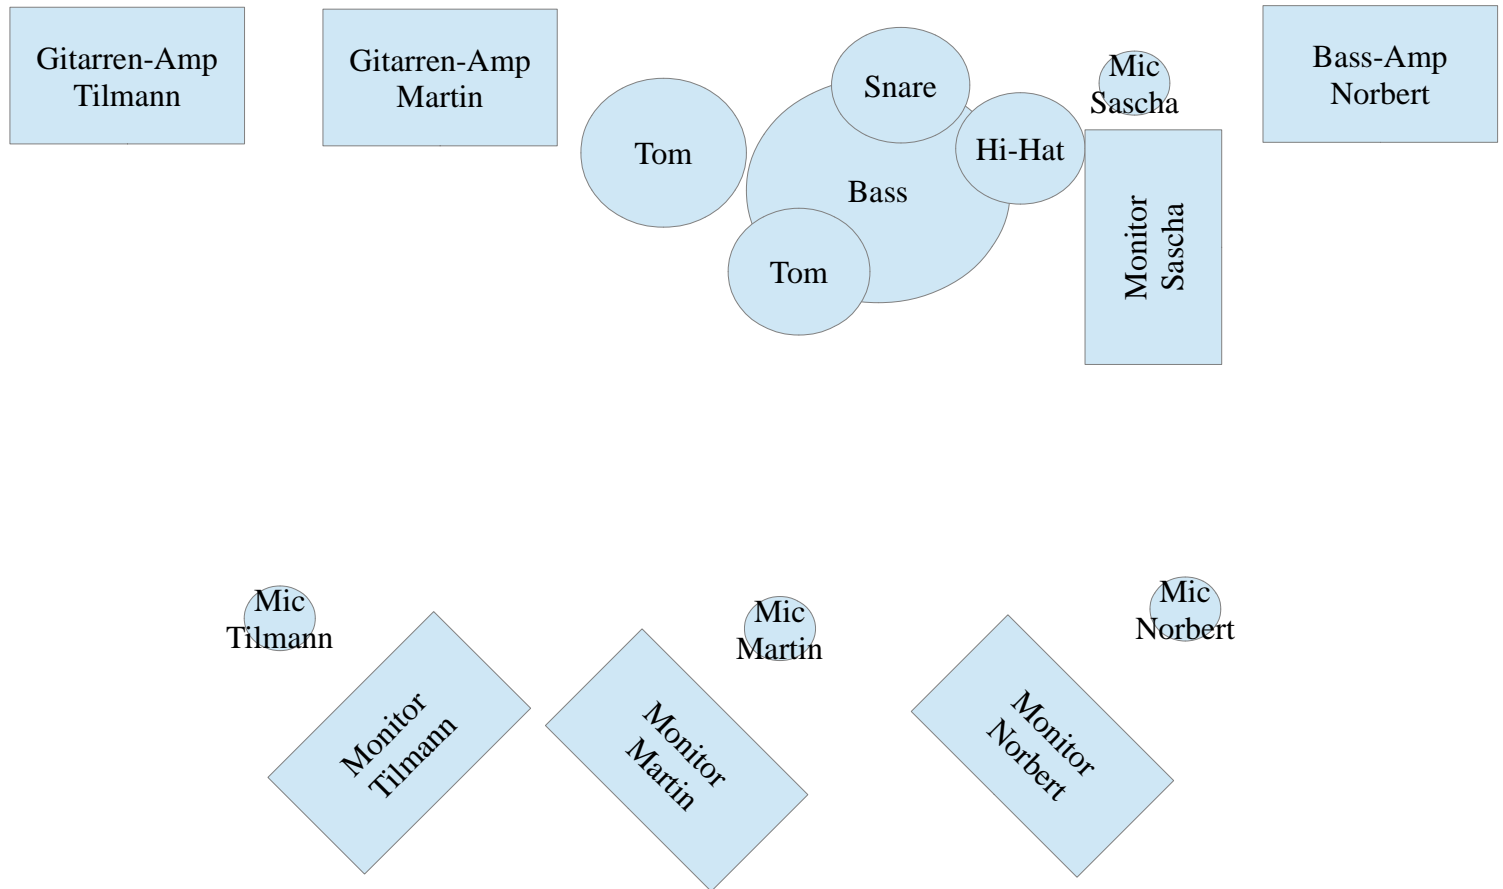 Gitarren-Amp
Tilmann
Gitarren-Amp
Martin
Snare
Mic
Sascha
Bass-Amp
Norbert
Tom
Hi-Hat
Bass
Tom
Monitor
Sascha
Mic
Tilmann
Mic
Martin
Mic
Norbert
Monitor
Tilmann
Monitor
Martin
Monitor
Norbert